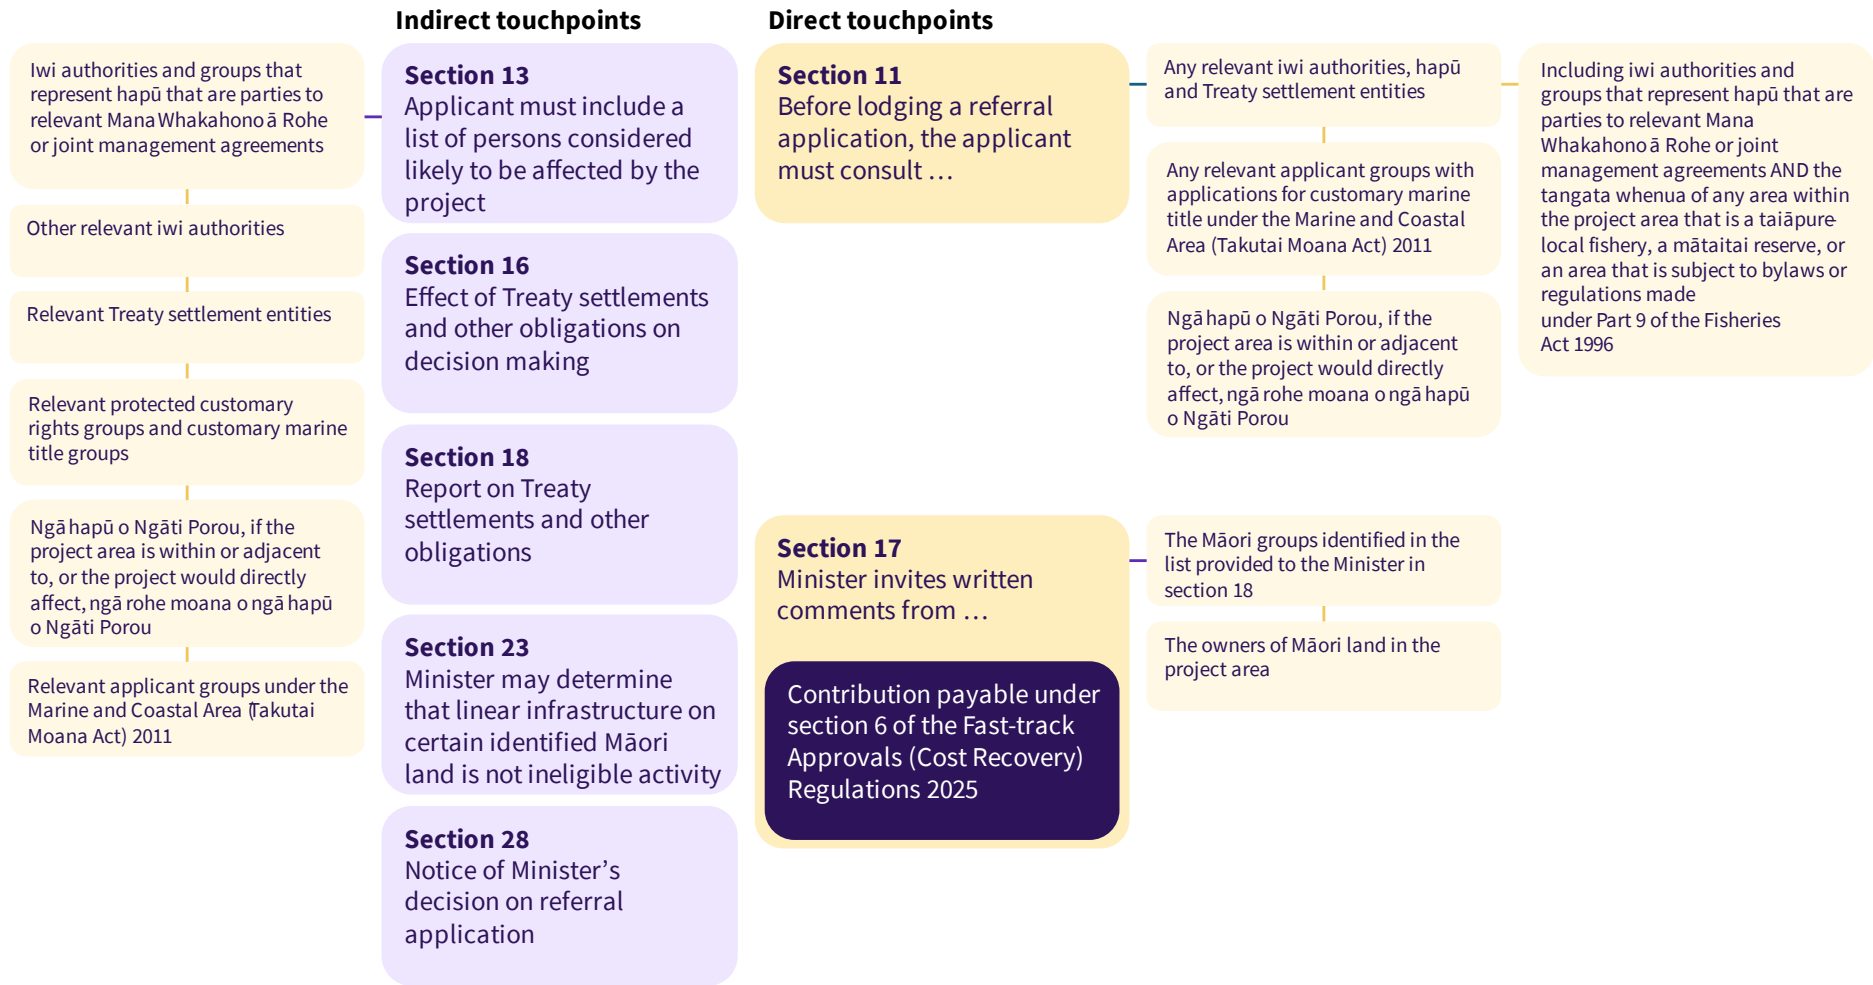 Indirect touchpoints
Direct touchpoints
Iwi authorities and groups that
represent hapū that are parties to
relevant Mana Whakahono ā Rohe
or joint management agreements
Other relevant iwi authorities
Relevant Treaty settlement entities
Relevant protected customary
rights groups and customary marine
title groups
Ngā hapū o Ngāti Porou, if the
project area is within or adjacent
to, or the project would directly
affect, ngā rohe moana o ngā hapū
o Ngāti Porou
Relevant applicant groups under the
Marine and Coastal Area (Takutai
Moana Act) 2011
Section 13
Applicant must include a
list of persons considered
likely to be affected by the
project
Section 16
Effect of Treaty settlements
and other obligations on
decision making
Section 18
Report on Treaty
settlements and other
obligations
Section 23
Minister may determine
that linear infrastructure on
certain identified Māori
land is not ineligible activity
Section 28
Notice of Minister’s
decision on referral
application
Section 11
Before lodging a referral
application, the applicant
must consult …
Any relevant iwi authorities, hapū
and Treaty settlement entities
Any relevant applicant groups with
applications for customary marine
title under the Marine and Coastal
Area (Takutai Moana Act) 2011
Ngā hapū o Ngāti Porou, if the
project area is within or adjacent
to, or the project would directly
affect, ngā rohe moana o ngā hapū
o Ngāti Porou
Including iwi authorities and
groups that represent hapū that are
parties to relevant Mana
Whakahono ā Rohe or joint
management agreements AND the
tangata whenua of any area within
the project area that is a taiāpure-
local fishery, a mātaitai reserve, or
an area that is subject to bylaws or
regulations made
under Part 9 of the Fisheries
Act 1996
Section 17
Minister invites written
comments from …
Contribution payable under
section 6 of the Fast-track
Approvals (Cost Recovery)
Regulations 2025
The Māori groups identified in the
list provided to the Minister in
section 18
The owners of Māori land in the
project area